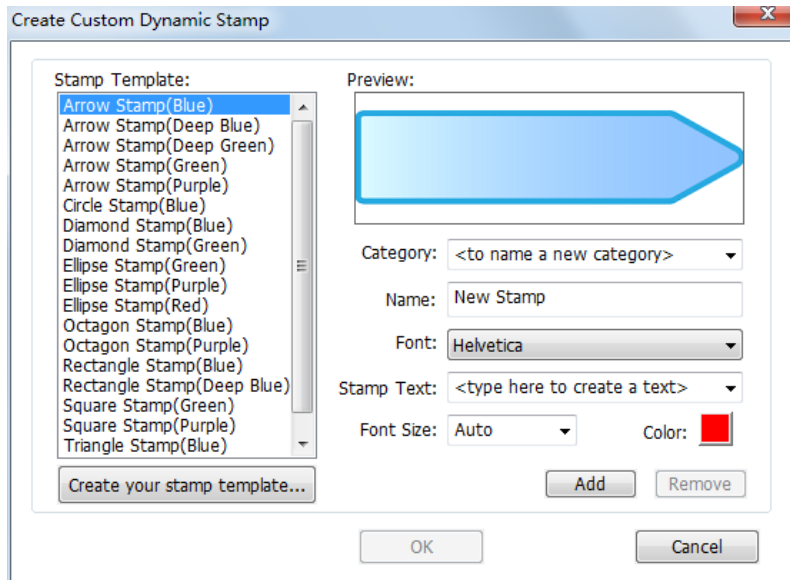 Create Custom Dynamic Stamp
Stamp Template:
Arrow Stamp(Blue)
Arrow Stamp(Deep Blue)
Arrow Stamp(Deep Green)
Arrow Stamp(Green)
Arrow Stamp(Purple)
Circle Stamp(Blue)
Diamond Stamp(Blue)
Diamond Stamp(Green)
Ellipse Stamp(Green)
Ellipse Stamp(Purple)
Ellipse Stamp(Red)
Octagon Stamp(Blue)
Octagon Stamp(Purple)
Rectangle Stamp(Blue)
Rectangle Stamp(Deep Blue)
Square Stamp(Green)
Square Stamp(Purple)
Triangle Stamp(Blue)
Create your stamp template...
Preview:
Category: <to name a new category>
Name: New Stamp
Font: Helvetica
Stamp Text: <type here to create a text>
Font Size: Auto Color:
Add Remove
OK Cancel